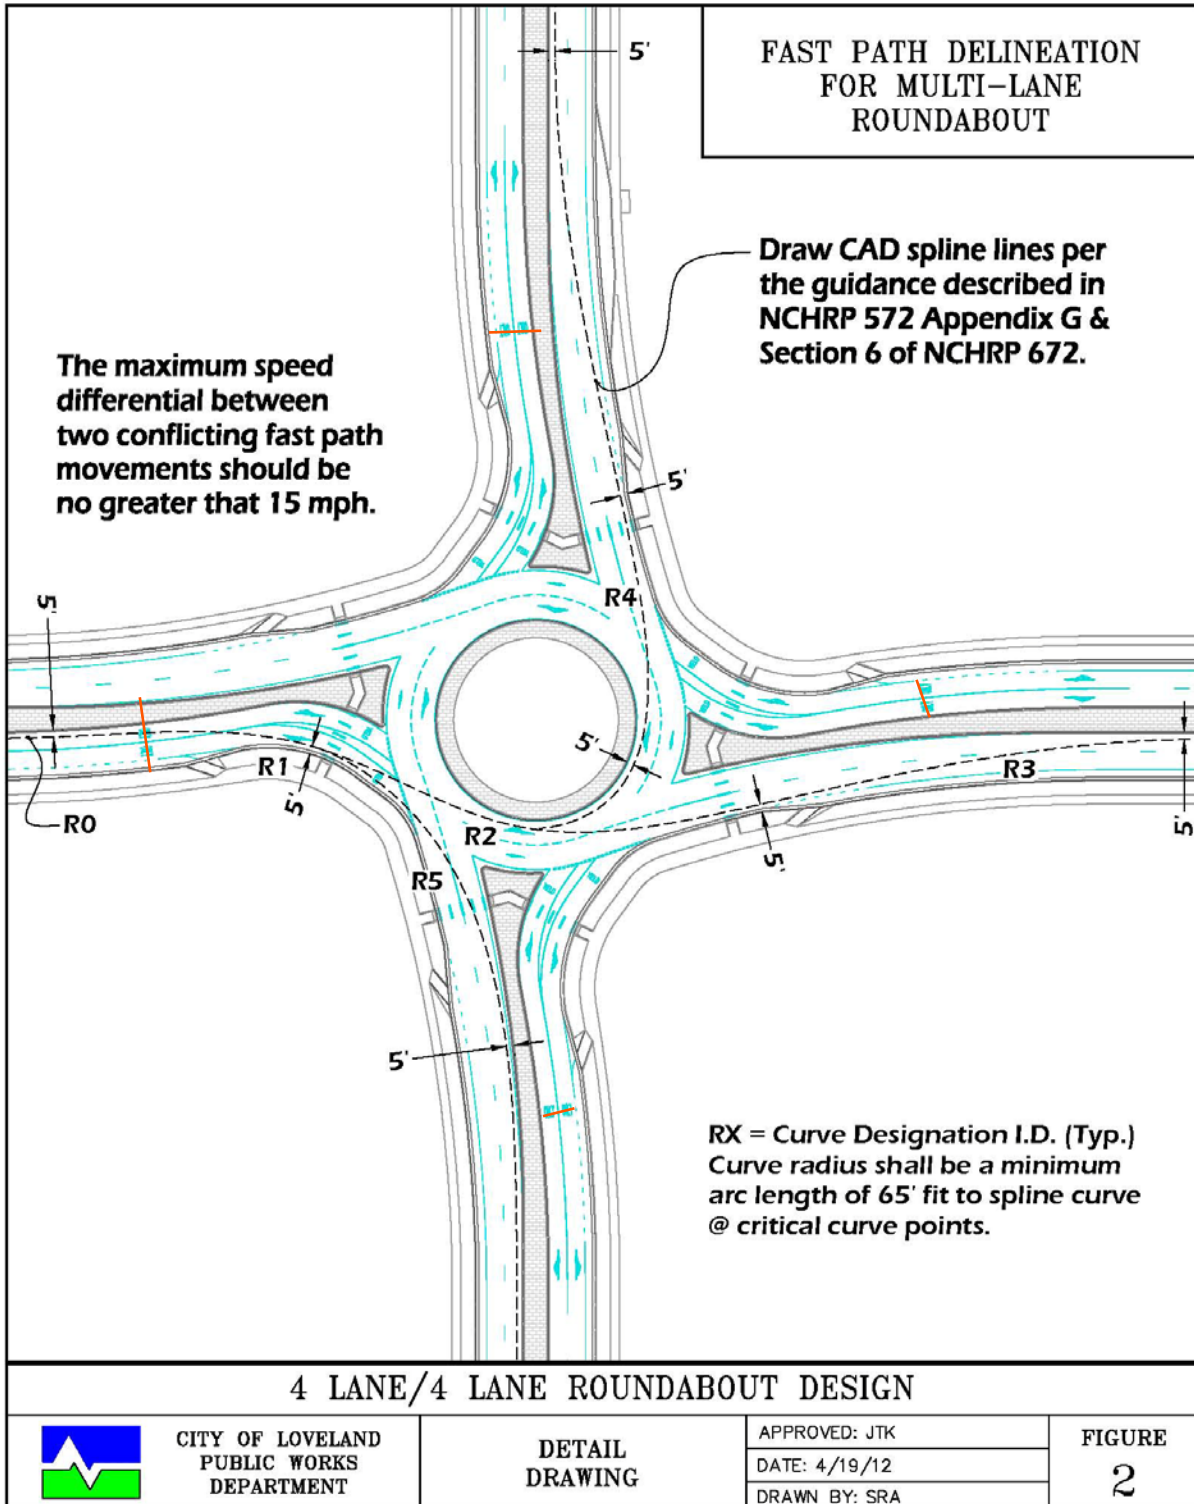 FAST PATH DELINEATION
FOR MULTI-LANE
ROUNDABOUT
5'
Draw CAD spline lines per
the guidance described in
NCHRP 572 Appendix G &
Section 6 of NCHRP 672.
The maximum speed
differential between
two conflicting fast path
movements should be
no greater that 15 mph.
5'
R4
5'
5'
R1
5'
R0
R2
R3
5'
5'
R5
5'
RX = Curve Designation I.D. (Typ.)
Curve radius shall be a minimum
arc length of 65' fit to spline curve
@ critical curve points.
4 LANE/4 LANE ROUNDABOUT DESIGN
CITY OF LOVELAND
PUBLIC WORKS
DEPARTMENT
DETAIL
DRAWING
APPROVED: JTK
DATE: 4/19/12
DRAWN BY: SRA
FIGURE
2